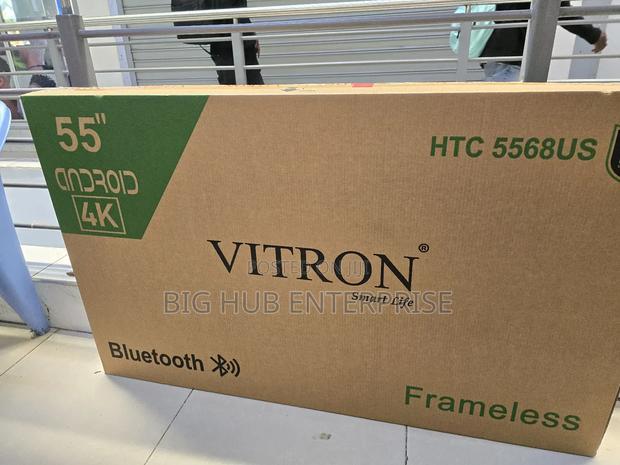 55"
ANDROID
4K
HTC 5568US
VITRON®
Smart Life
BIG HUB ENTERPRISE
Bluetooth
Frameless